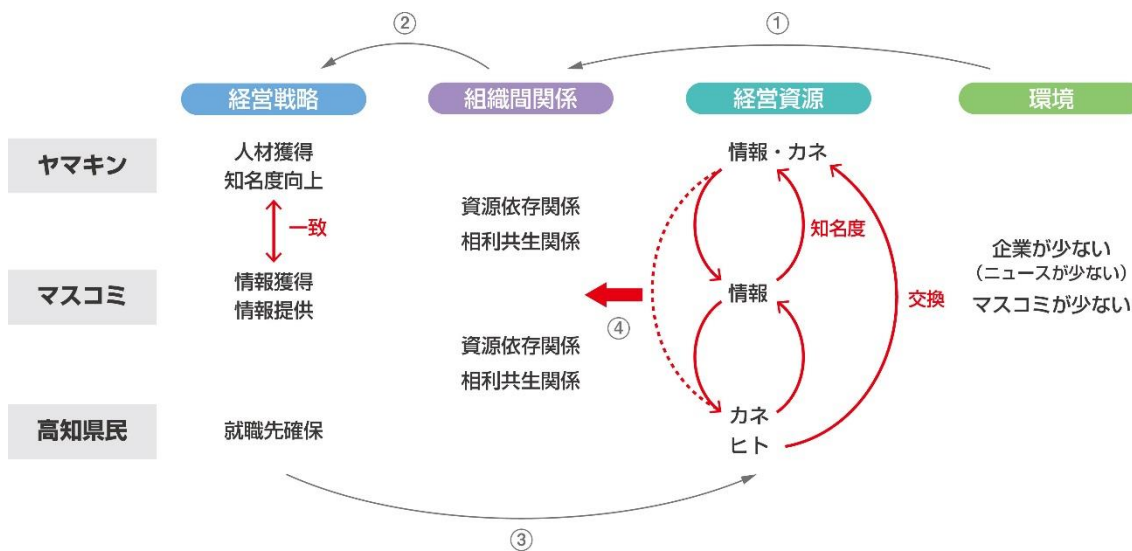 ②
①
経営戦略
組織間関係
経営資源
環境
ヤマキン
人材獲得
知名度向上
情報・カネ
資源依存関係
相利共生関係
一致
知名度
企業が少ない
（ニュースが少ない）
マスコミが少ない
マスコミ
情報獲得
情報提供
情報
交換
④
資源依存関係
相利共生関係
高知県民
就職先確保
カネ
ヒト
③